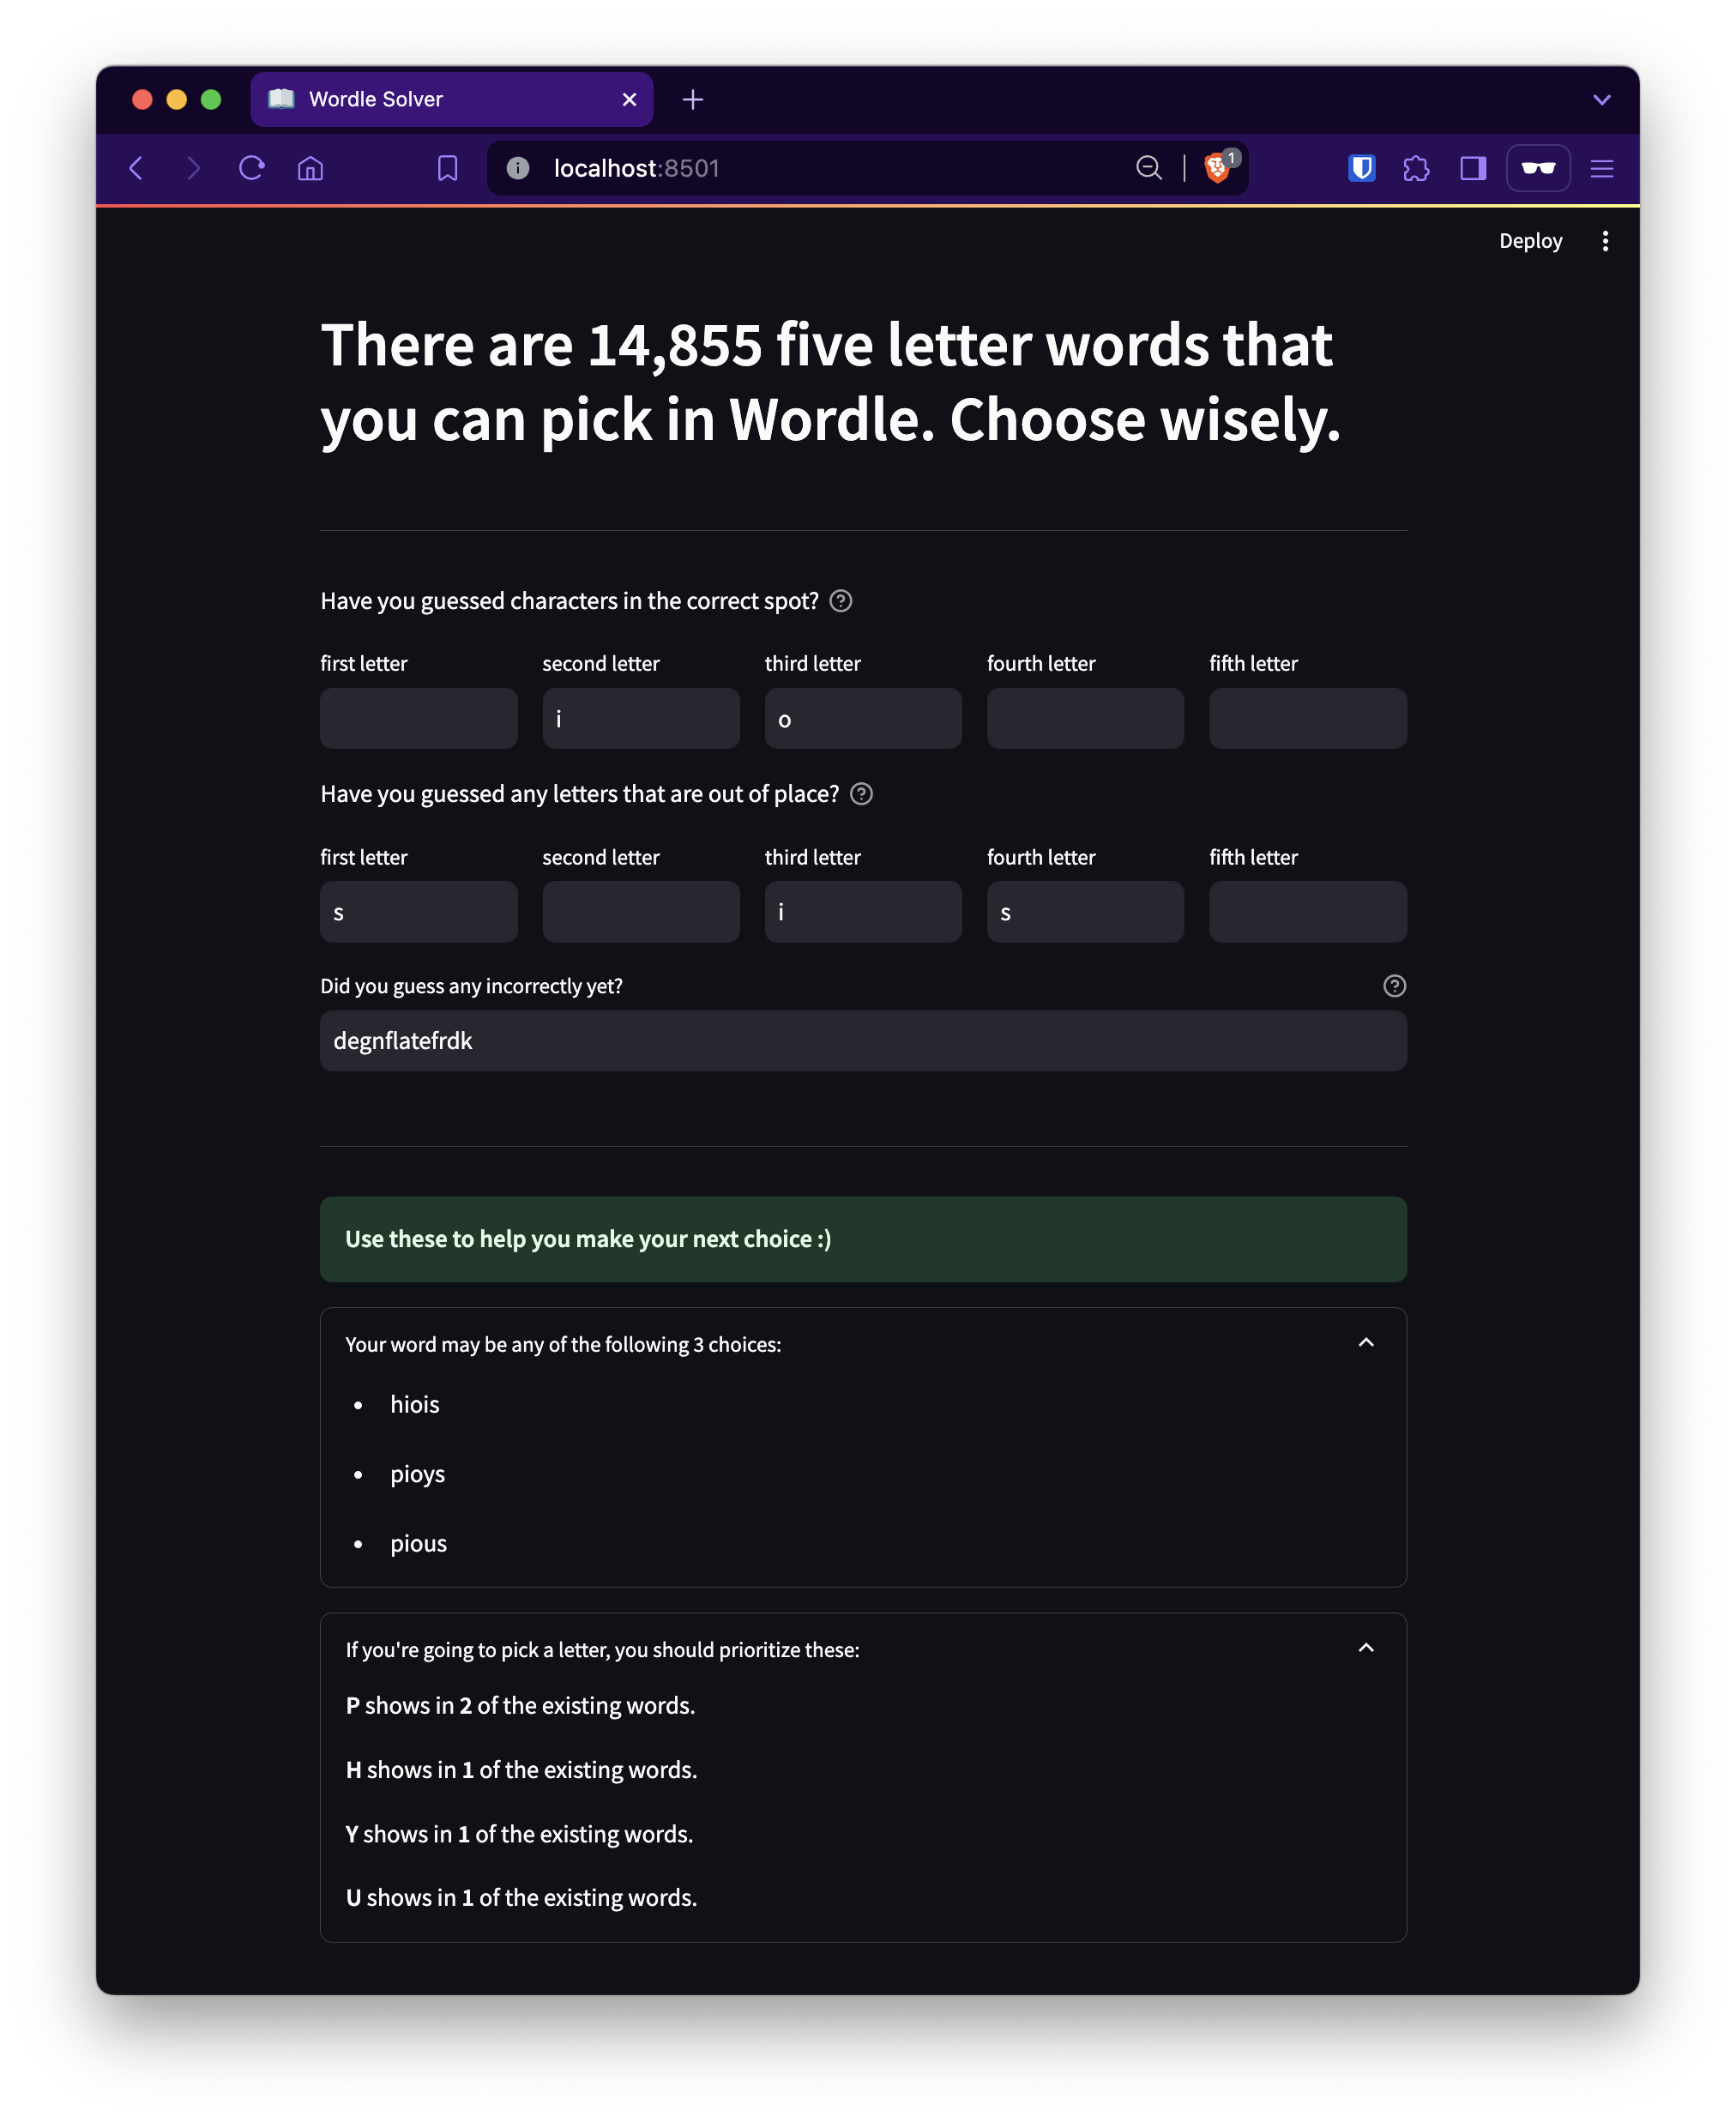 Wordle Solver
localhost:8501
1
Deploy
There are 14,855 five letter words that
you can pick in Wordle. Choose wisely.
Have you guessed characters in the correct spot?
first letter second letter third letter fourth letter fifth letter
i o
Have you guessed any letters that are out of place?
first letter second letter third letter fourth letter fifth letter
s i s
Did you guess any incorrectly yet?
degnflatefrdk
Use these to help you make your next choice :)
Your word may be any of the following 3 choices:
• hiois
• pioys
• pious
If you're going to pick a letter, you should prioritize these:
P shows in 2 of the existing words.
H shows in 1 of the existing words.
Y shows in 1 of the existing words.
U shows in 1 of the existing words.